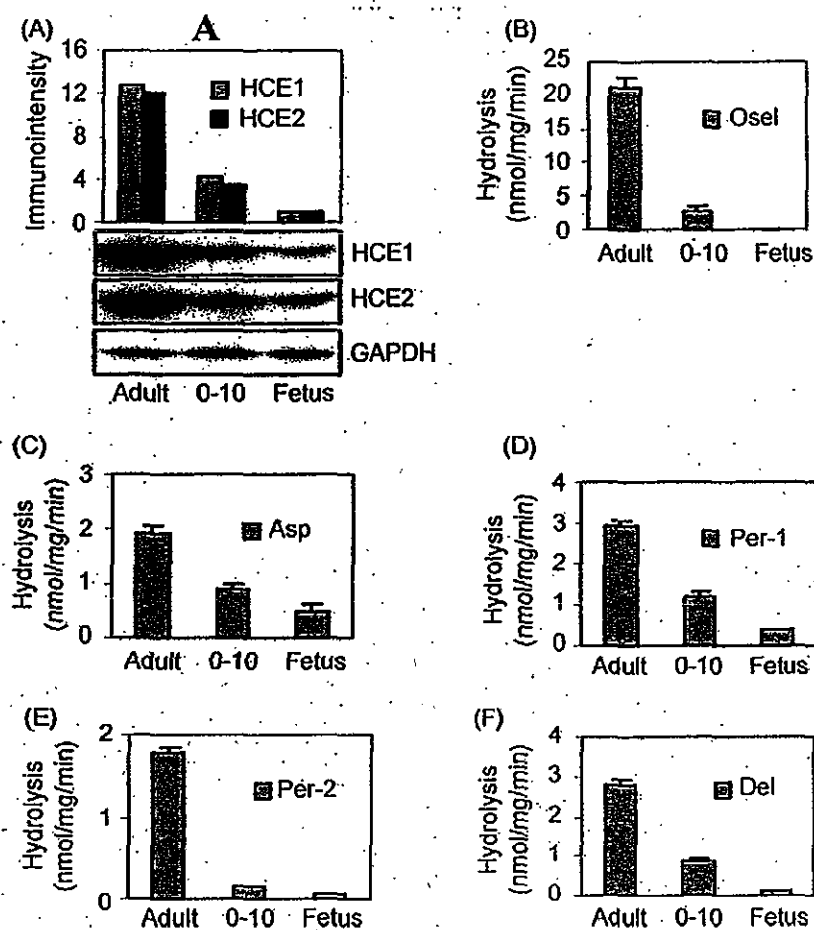 (A)
A
Immunointensity
16
12
8
4
0
HCE1
HCE2
HCE1
HCE2
GAPDH
Adult 0-10 Fetus
(B)
Hydrolysis
(nmol/mg/min)
25
20
15
10
5
0
Osel
Adult 0-10 Fetus
(C)
Hydrolysis
(nmol/mg/min)
3
2
1
0
Asp
Adult 0-10 Fetus
(D)
Hydrolysis
(nmol/mg/min)
4
3
2
1
0
Per-1
Adult 0-10 Fetus
(E)
Hydrolysis
(nmol/mg/min)
2
1
0
Per-2
Adult 0-10 Fetus
(F)
Hydrolysis
(nmol/mg/min)
4
3
2
1
0
Del
Adult 0-10 Fetus